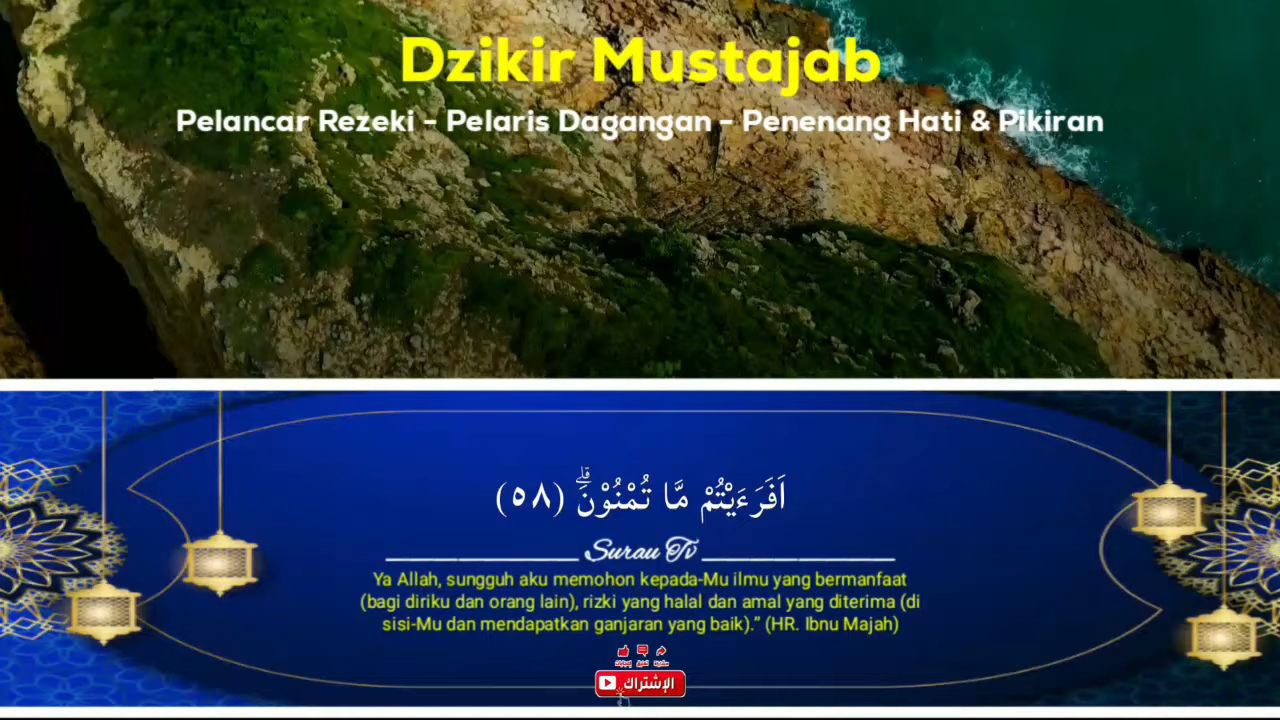 Dzikir Mustajab
Pelancar Rezeki - Pelaris Dagangan - Penenang Hati & Pikiran
اَفَرَءَيْتُمْ مَّا تُمْنُوْنَۗ (٥٨)
Surau Tv
Ya Allah, sungguh aku memohon kepada-Mu ilmu yang bermanfaat
(bagi diriku dan orang lain), rizki yang halal dan amal yang diterima (di
sisi-Mu dan mendapatkan ganjaran yang baik).” (HR. Ibnu Majah)
الإشتراك